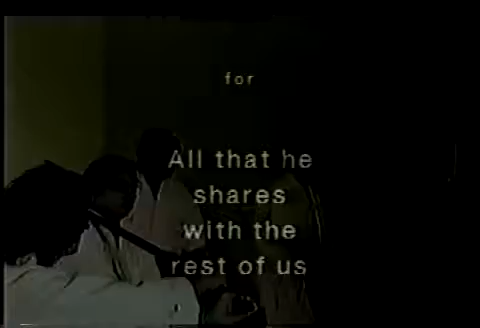 for
All that he
shares
with the
rest of us